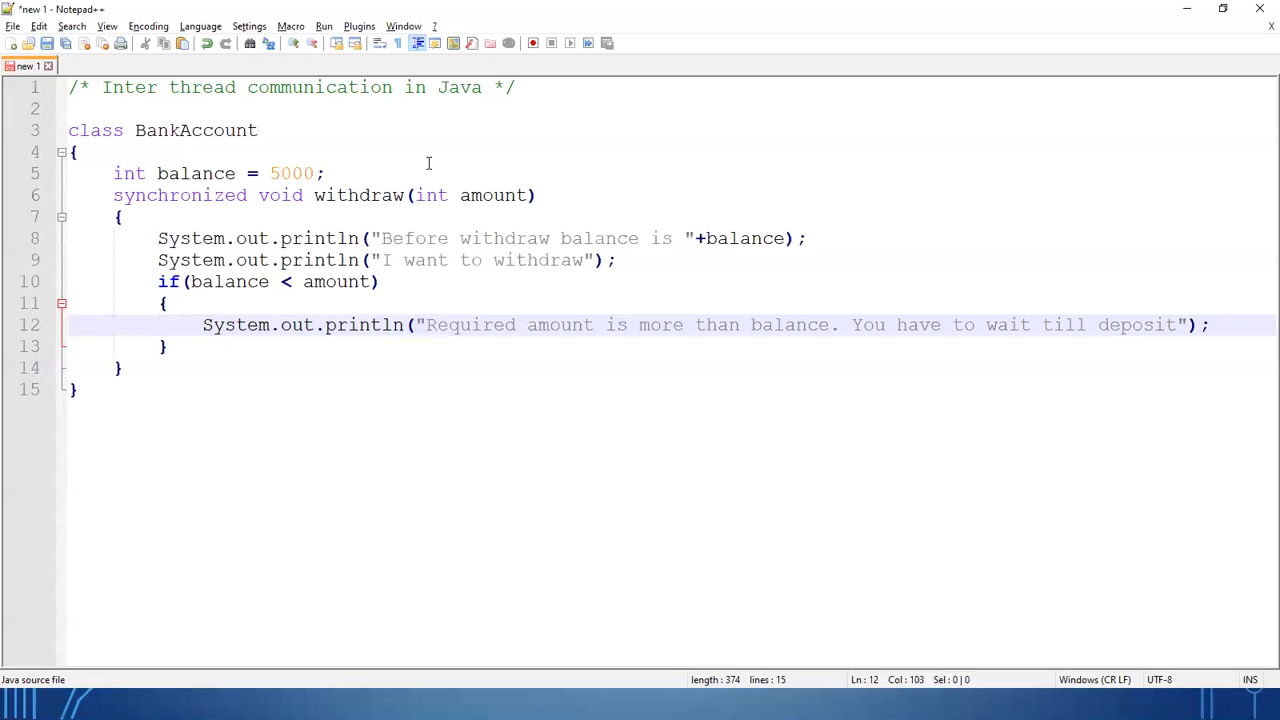 *new 1 - Notepad++
File Edit Search View Encoding Language Settings Macro Run Plugins Window ?
X
new 1
1 /* Inter thread communication in Java */
2
3 class BankAccount
4 {
5 int balance = 5000;
6 synchronized void withdraw(int amount)
7 {
8 System.out.println("Before withdraw balance is "+balance);
9 System.out.println("I want to withdraw");
10 if(balance < amount)
11 {
12 System.out.println("Required amount is more than balance. You have to wait till deposit");
13 }
14 }
15 }
Java source file length : 374 lines : 15 Ln : 12 Col : 103 Sel : 0 | 0 Windows (CR LF) UTF-8 INS